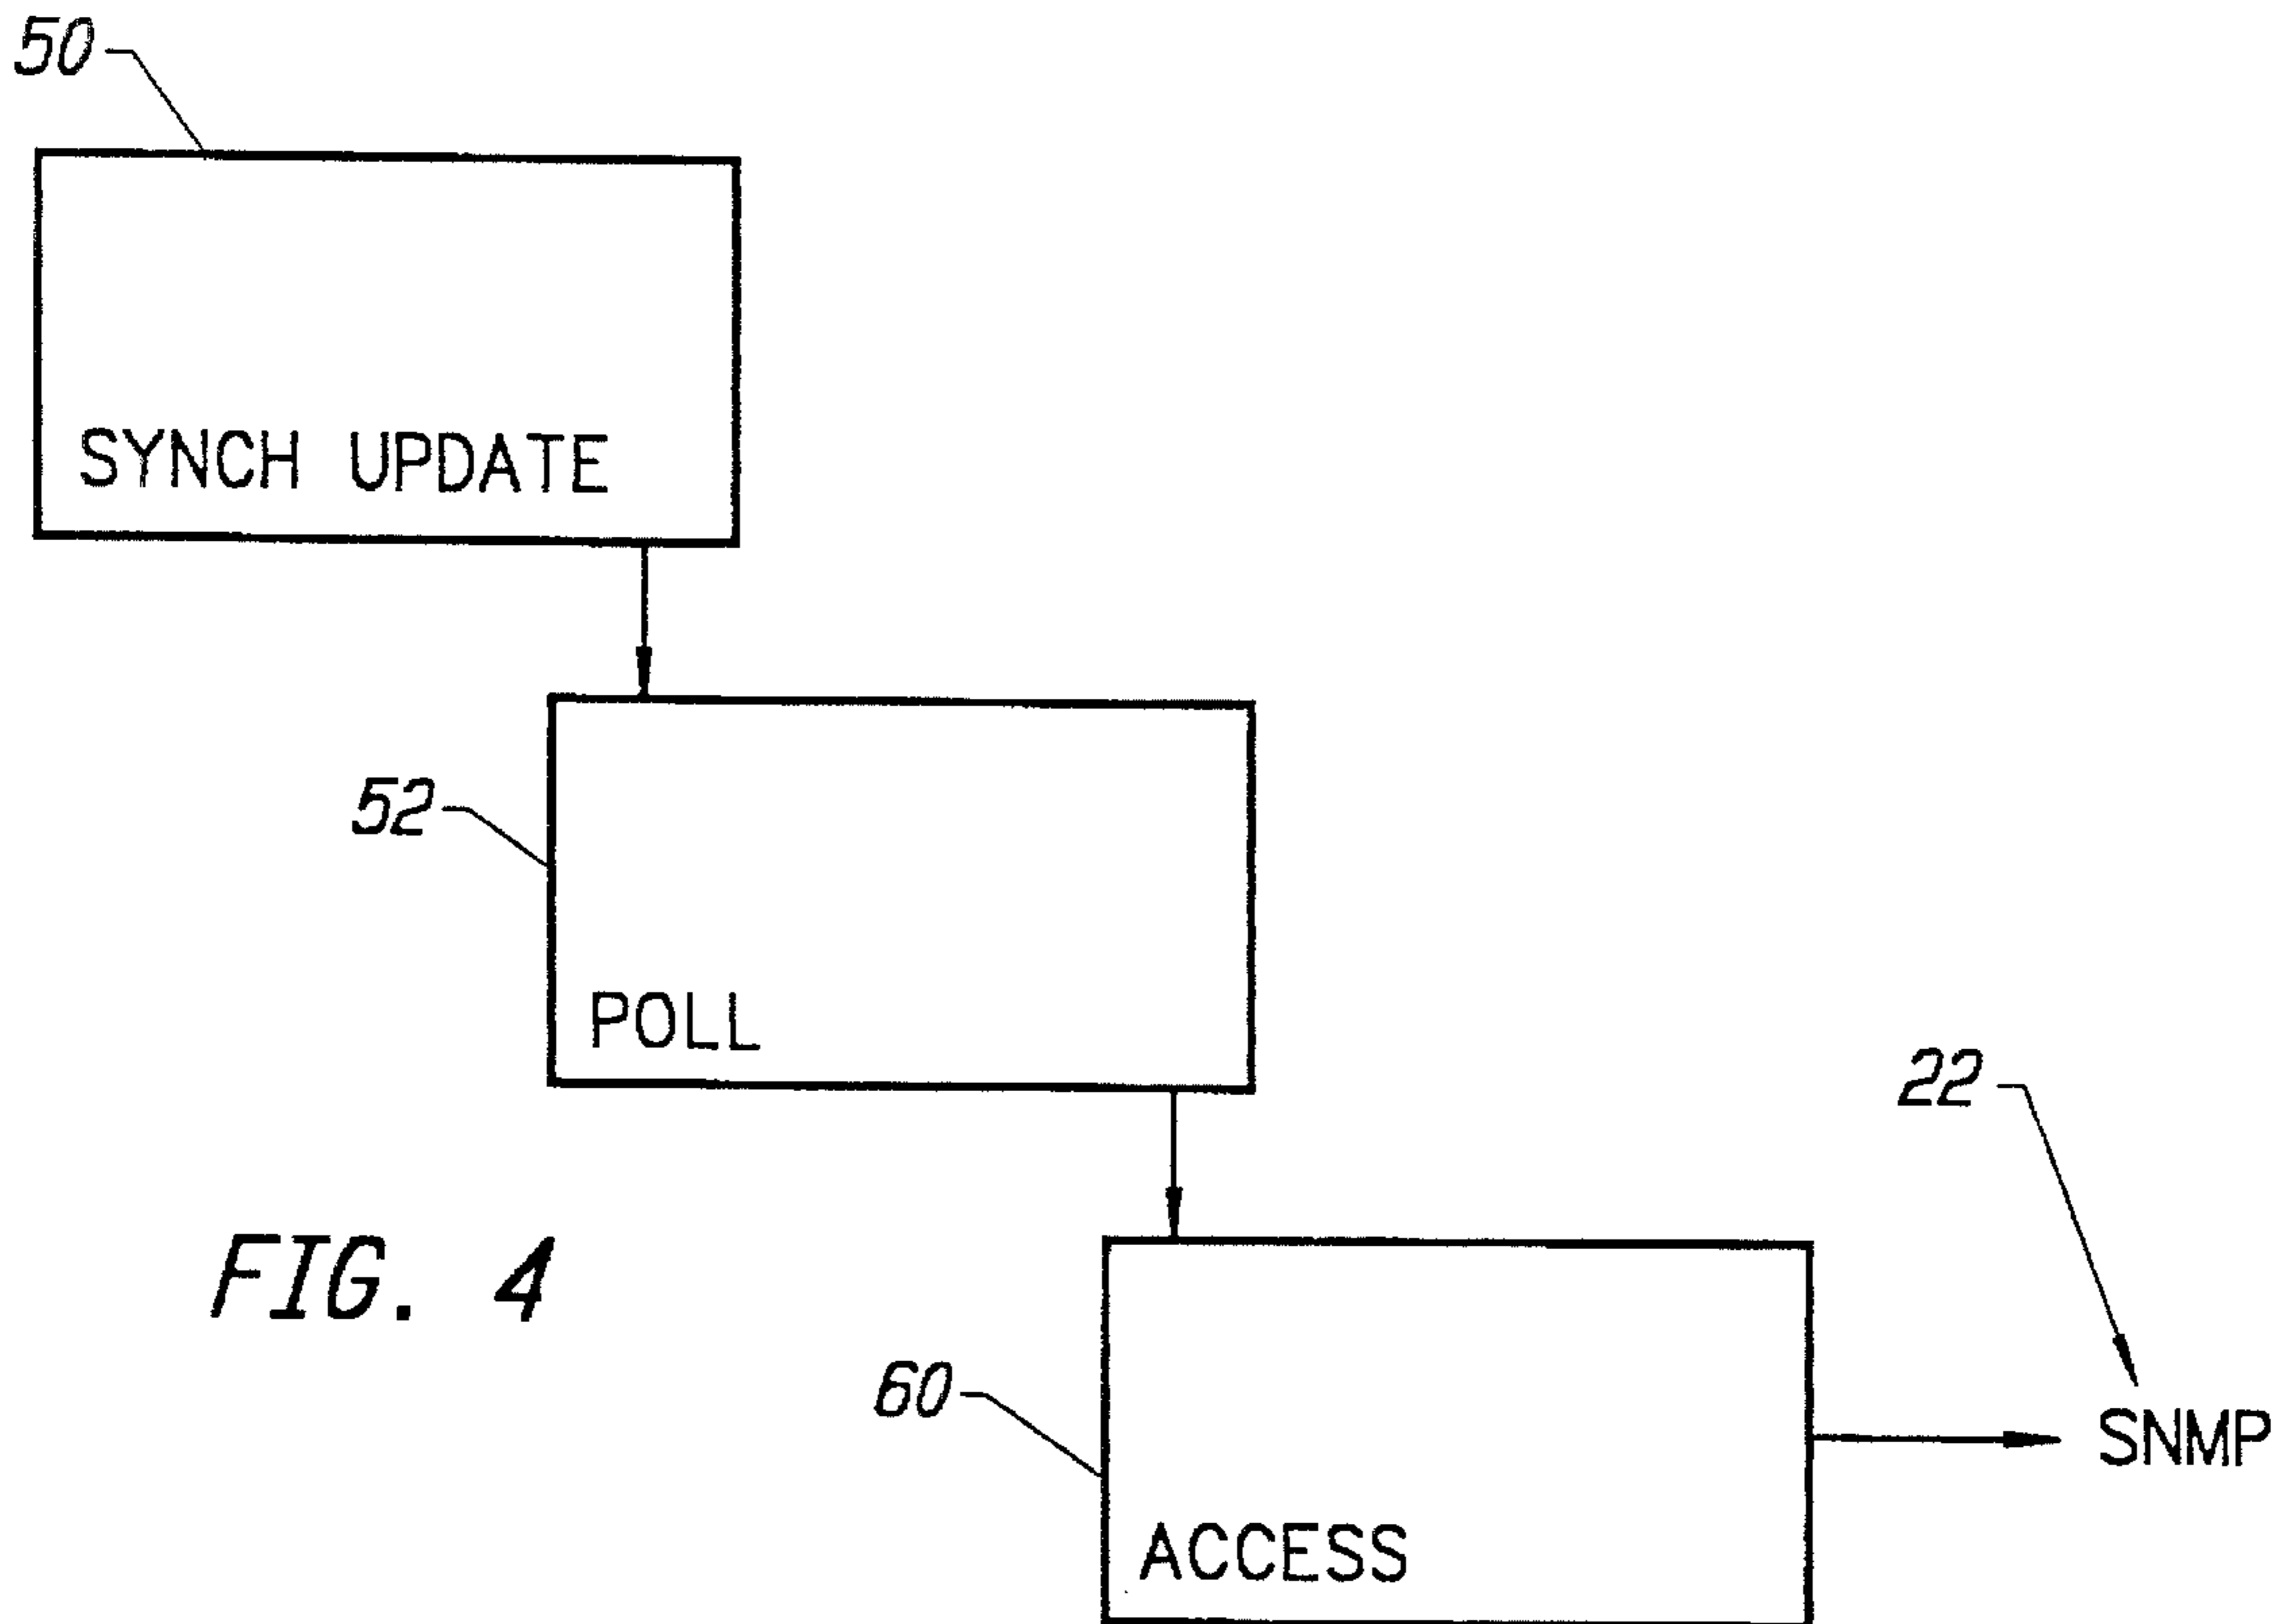 50
SYNCH UPDATE
52
POLL
22
FIG. 4
60
SNMP
ACCESS